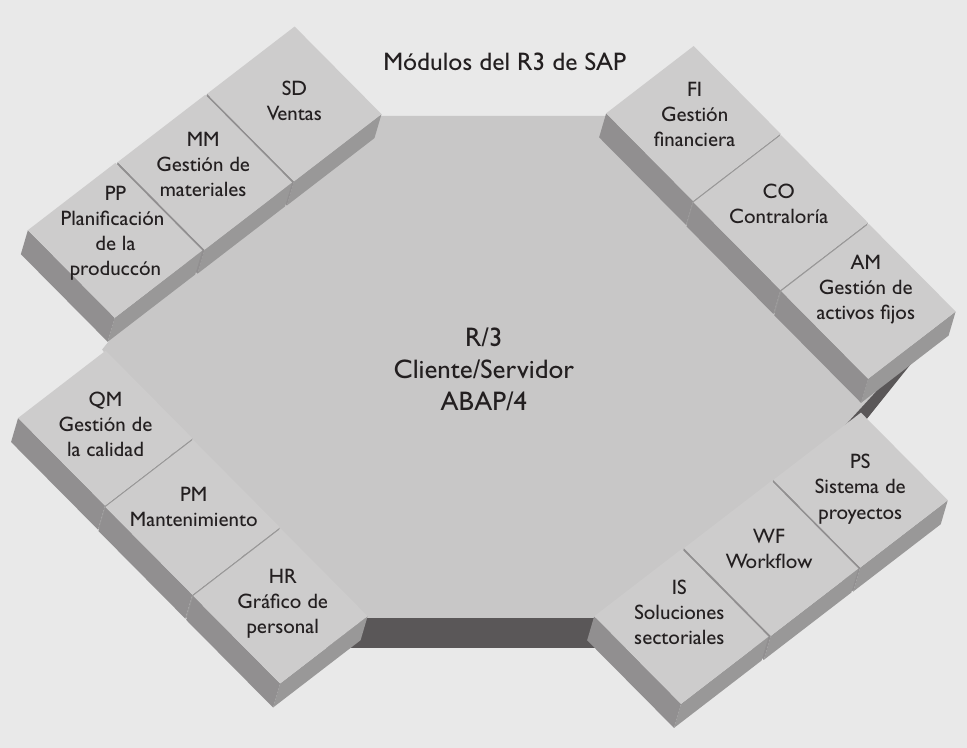 Módulos del R3 de SAP
SD
Ventas
MM
Gestión de
materiales
PP
Planificación
de la
produccón
FI
Gestión
financiera
CO
Contraloría
AM
Gestión de
activos fijos
R/3
Cliente/Servidor
ABAP/4
QM
Gestión de
la calidad
PM
Mantenimiento
HR
Gráfico de
personal
PS
Sistema de
proyectos
WF
Workflow
IS
Soluciones
sectoriales